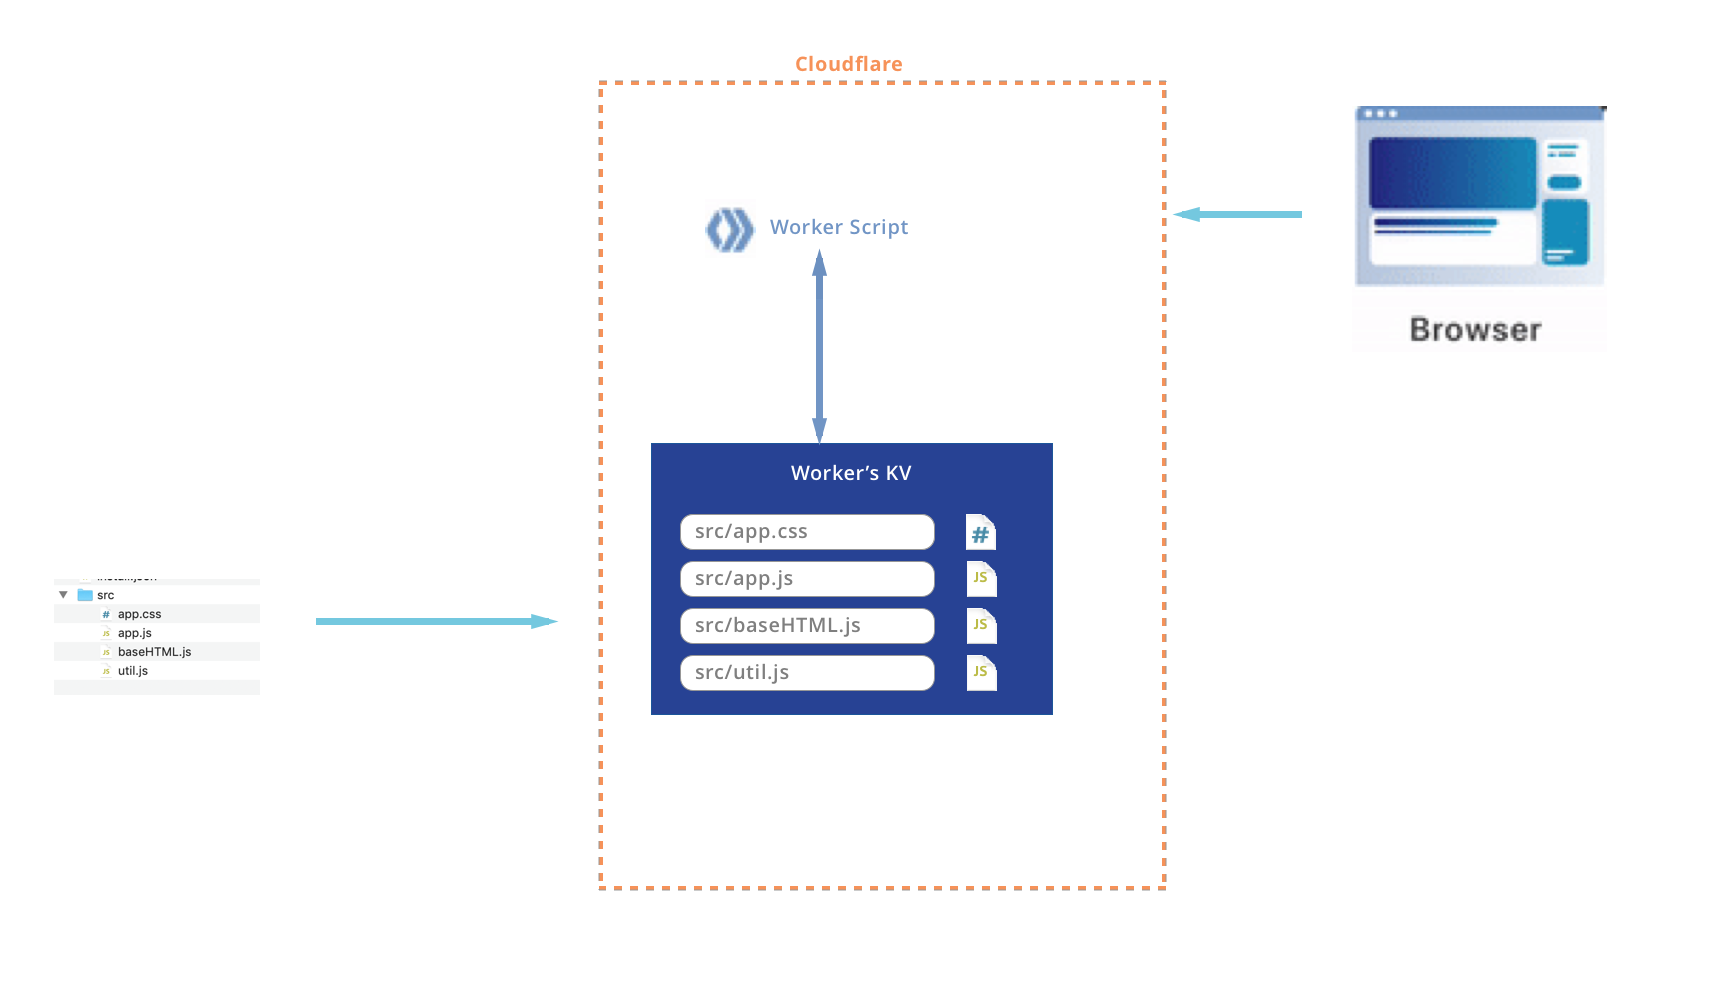 Cloudflare
Worker Script
Browser
Worker’s KV
src/app.css
#
src/app.js
JS
src/baseHTML.js
JS
src/util.js
JS
src
# app.css
JS app.js
JS baseHTML.js
JS util.js